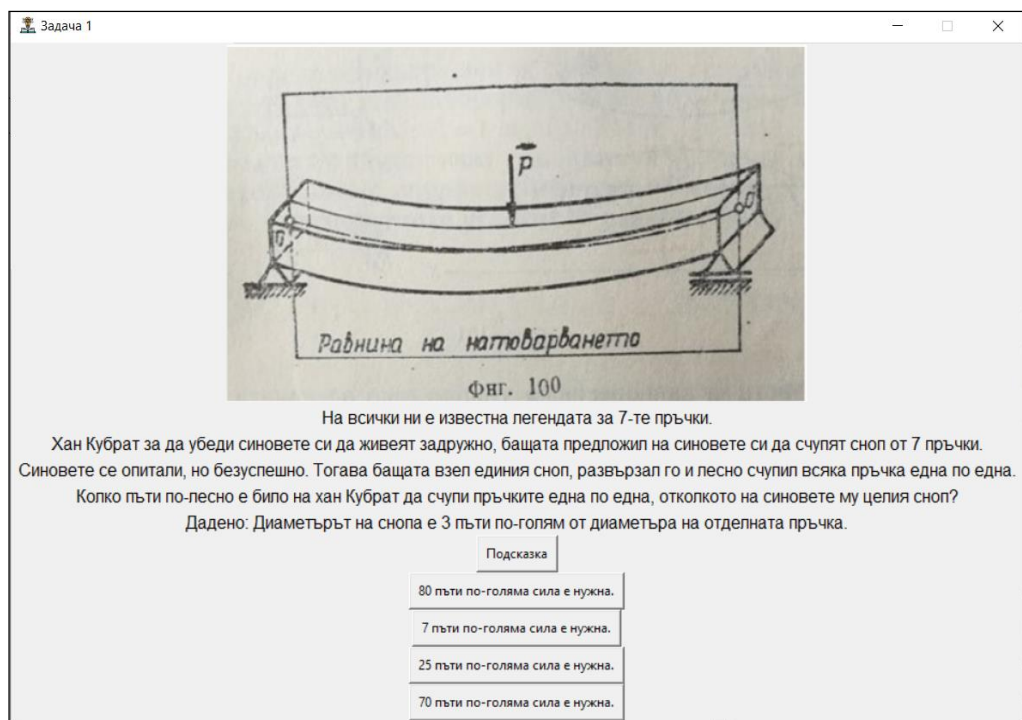 Задача 1
P
Равнина на натоварването
Фиг. 100
На всички ни е известна легендата за 7-те пръчки.
Хан Кубрат за да убеди синовете си да живеят задружно, бащата предложил на синовете си да счупят сноп от 7 пръчки.
Синовете се опитали, но безуспешно. Тогава бащата взел единия сноп, развързал го и лесно счупил всяка пръчка една по една.
Колко пъти по-лесно е било на хан Кубрат да счупи пръчките една по една, отколкото на синовете му целия сноп?
Дадено: Диаметърът на снопа е 3 пъти по-голям от диаметъра на отделната пръчка.
Подсказка
80 пъти по-голяма сила е нужна.
7 пъти по-голяма сила е нужна.
25 пъти по-голяма сила е нужна.
70 пъти по-голяма сила е нужна.